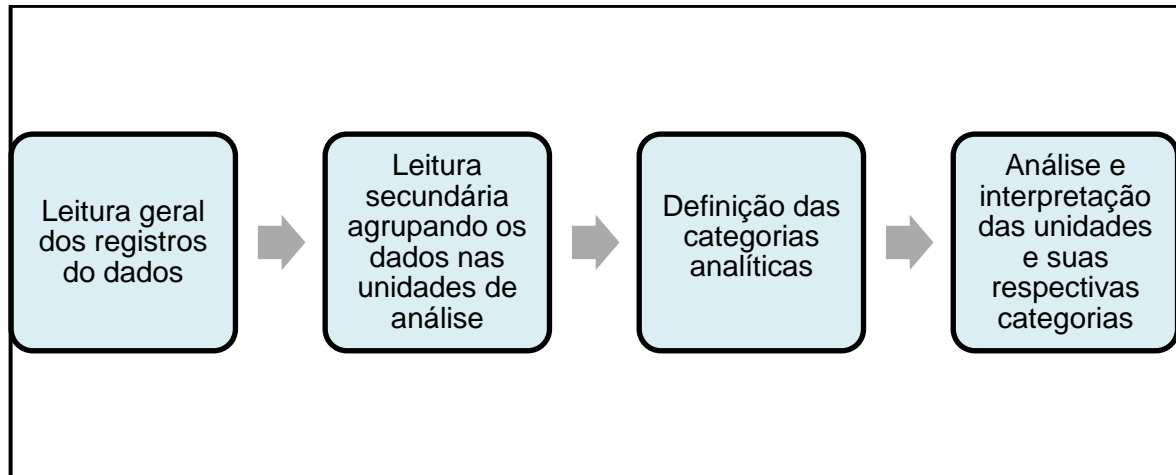 Leitura geral
dos registros
do dados
Leitura
secundária
agrupando os
dados nas
unidades de
análise
Definição das
categorias
analíticas
Análise e
interpretação
das unidades
e suas
respectivas
categorias